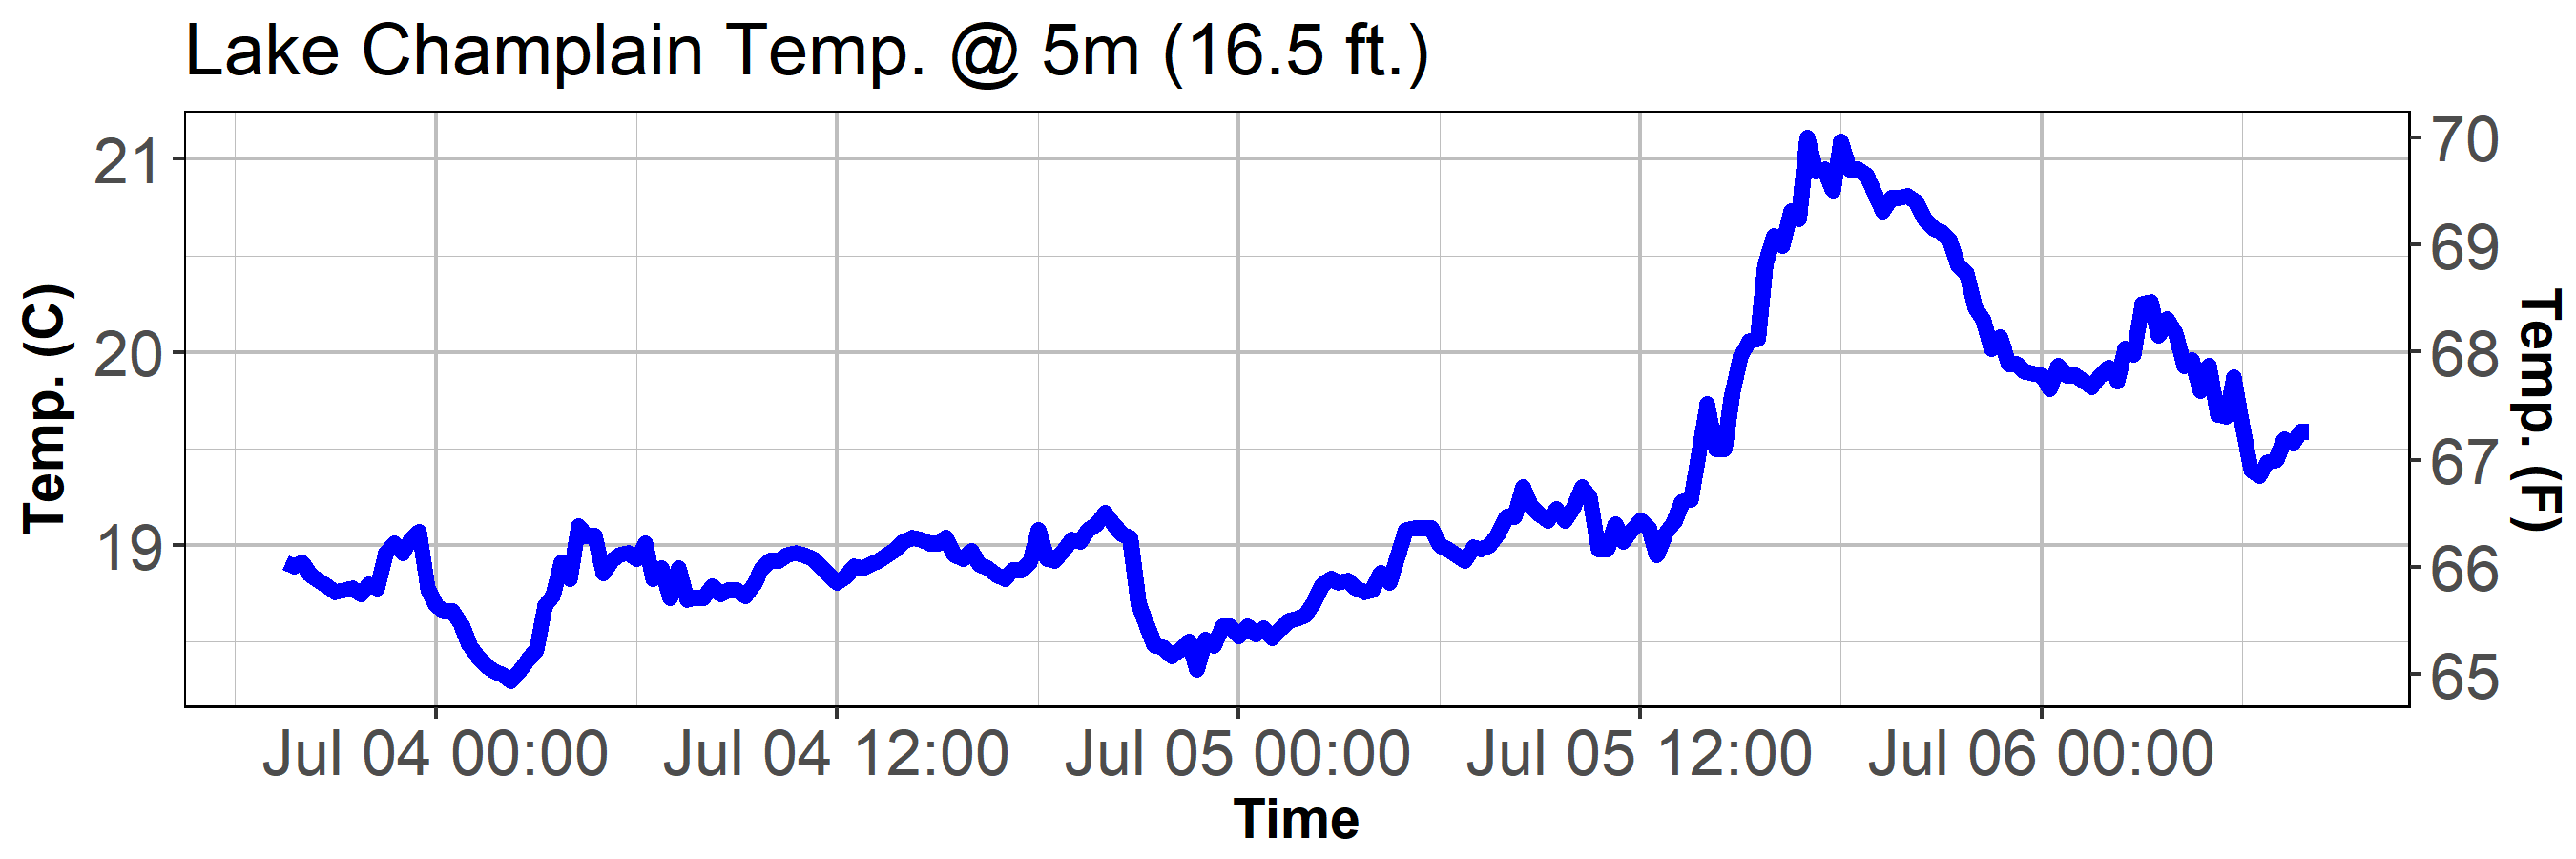 Lake Champlain Temp. @ 5m (16.5 ft.)
Temp. (C)
21
20
19
70
69
68
67
66
65
Temp. (F)
Jul 04 00:00 Jul 04 12:00 Jul 05 00:00 Jul 05 12:00 Jul 06 00:00
Time